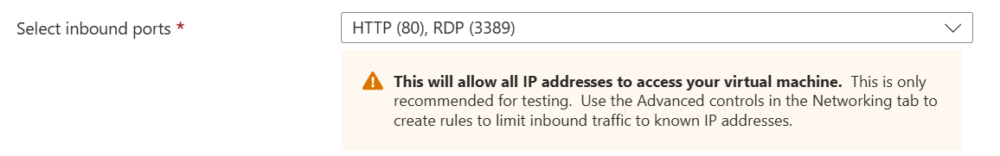 Select inbound ports *
HTTP (80), RDP (3389)
This will allow all IP addresses to access your virtual machine.  This is only
recommended for testing.  Use the Advanced controls in the Networking tab to
create rules to limit inbound traffic to known IP addresses.